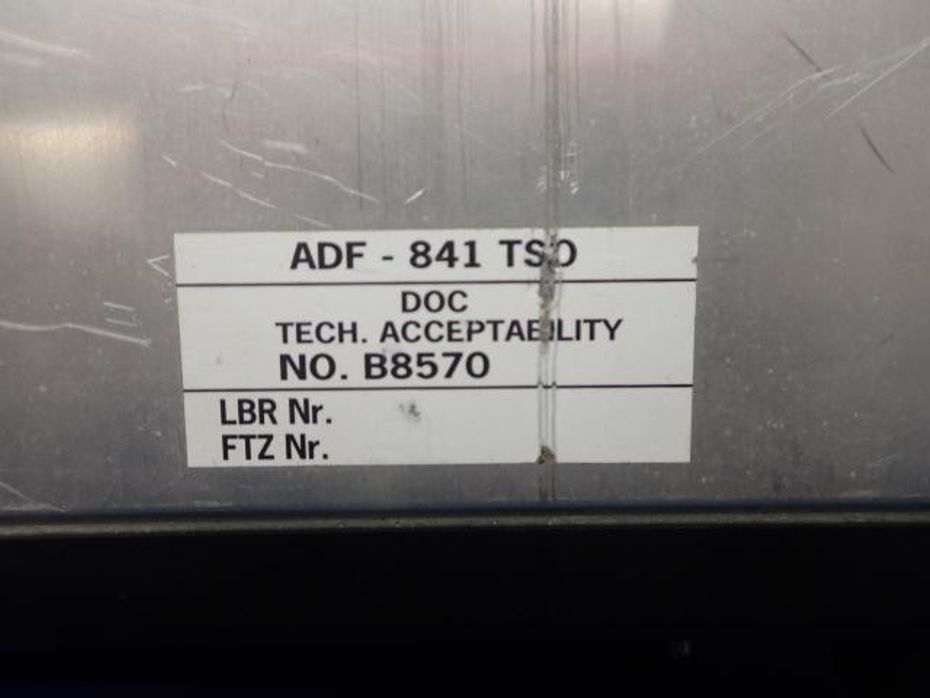 ADF - 841 TSO
DOC
TECH. ACCEPTABILITY
NO. B8570
LBR Nr.
FTZ Nr.